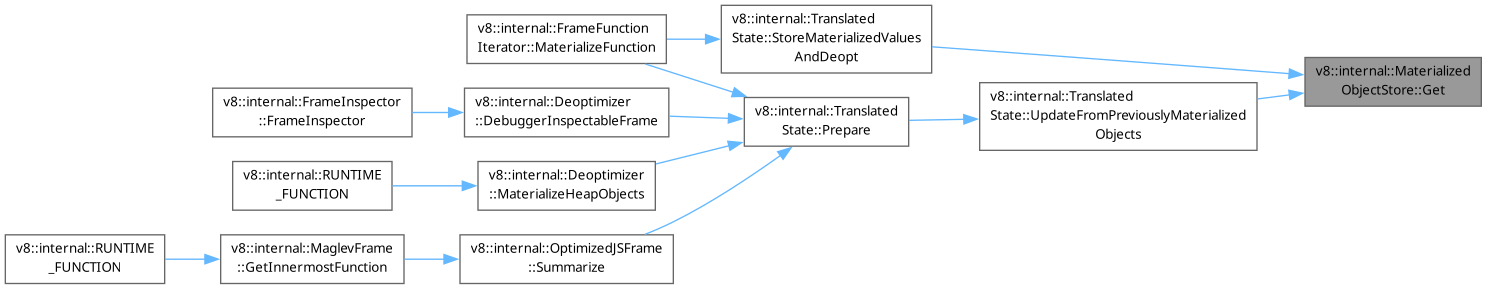 v8::internal::FrameFunction
Iterator::MaterializeFunction
v8::internal::Translated
State::StoreMaterializedValues
AndDeopt
v8::internal::Materialized
ObjectStore::Get
v8::internal::FrameInspector
::FrameInspector
v8::internal::Deoptimizer
::DebuggerInspectableFrame
v8::internal::Translated
State::Prepare
v8::internal::Translated
State::UpdateFromPreviouslyMaterialized
Objects
v8::internal::RUNTIME
_FUNCTION
v8::internal::Deoptimizer
::MaterializeHeapObjects
v8::internal::RUNTIME
_FUNCTION
v8::internal::MaglevFrame
::GetInnermostFunction
v8::internal::OptimizedJSFrame
::Summarize